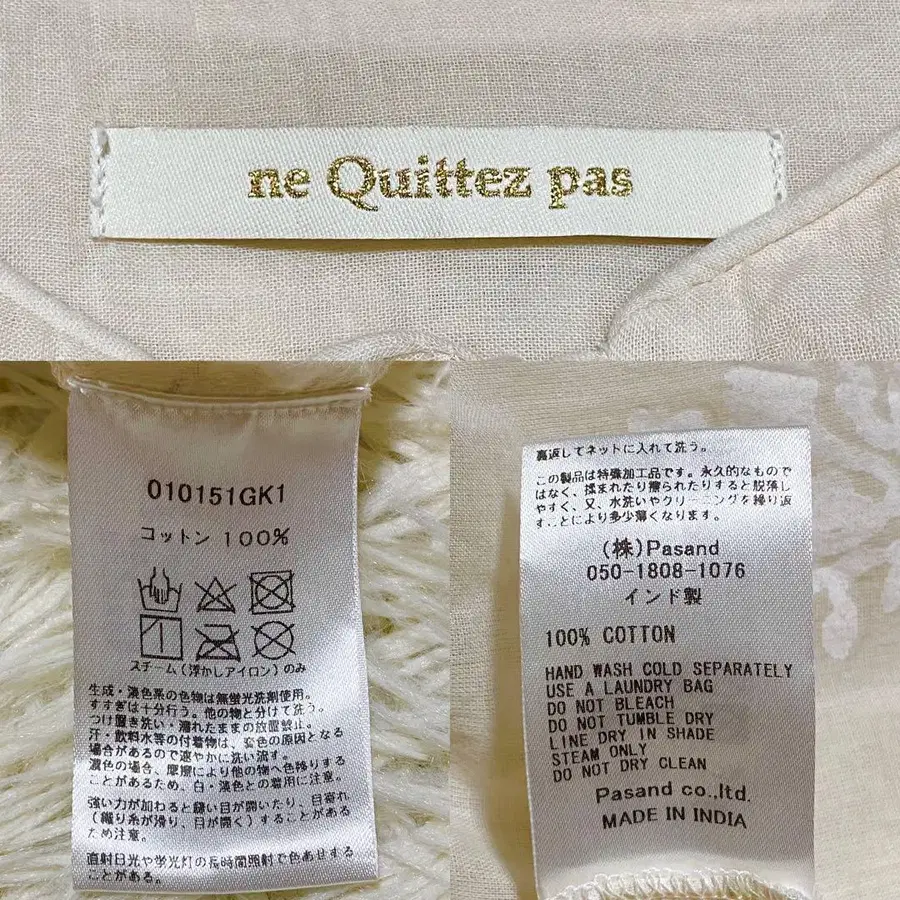 ne Quittez pas
010151GK1
コットン 100%
スチーム(浮かしアイロン)のみ
生成・淡色系の色物は無蛍光洗剤使用。
すすぎは十分行う。他の物と分けて洗う。
つけ置き洗い・濡れたままの放置禁止。
汗・飲料水等の付着物は、変色の原因となる
場合があるので速やかに洗い流す。
濃色の場合、摩擦により他の物へ色移りする
ことがあるため、白・淡色との着用に注意。
強い力が加わると縫い目が開いたり、目寄れ
(織り糸が滑り、目が開く)することがある
ため注意。
直射日光や蛍光灯の長時間照射で色あせする
ことがある。
裏返してネットに入れて洗う。
この製品は特殊加工品です。永久的なもので
はなく、揉まれたり擦られたりすると脱落し
やすく、又、水洗いやクリーニングを繰り返
すことにより多少薄くなります。
(株)Pasand
050-1808-1076
インド製
100% COTTON
HAND WASH COLD SEPARATELY
USE A LAUNDRY BAG
DO NOT BLEACH
DO NOT TUMBLE DRY
LINE DRY IN SHADE
STEAM ONLY
DO NOT DRY CLEAN
Pasand co.,ltd.
MADE IN INDIA